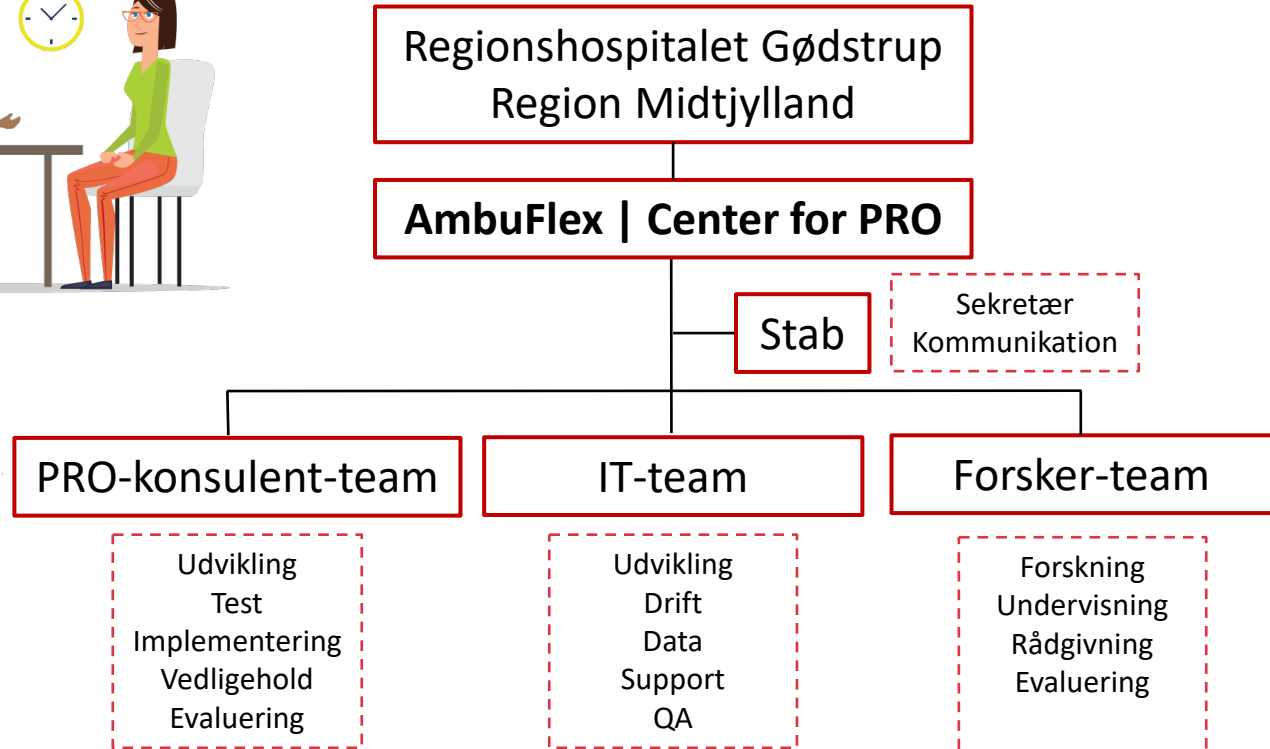 Regionshospitalet Gødstrup
Region Midtjylland
AmbuFlex | Center for PRO
Stab
Sekretær
Kommunikation
PRO-konsulent-team
IT-team
Forsker-team
Udvikling
Test
Implementering
Vedligehold
Evaluering
Udvikling
Drift
Data
Support
QA
Forskning
Undervisning
Rådgivning
Evaluering